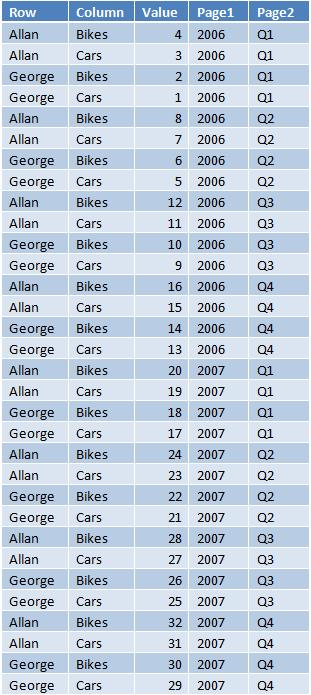 Row Column Value Page1 Page2
Allan Bikes 4 2006 Q1
Allan Cars 3 2006 Q1
George Bikes 2 2006 Q1
George Cars 1 2006 Q1
Allan Bikes 8 2006 Q2
Allan Cars 7 2006 Q2
George Bikes 6 2006 Q2
George Cars 5 2006 Q2
Allan Bikes 12 2006 Q3
Allan Cars 11 2006 Q3
George Bikes 10 2006 Q3
George Cars 9 2006 Q3
Allan Bikes 16 2006 Q4
Allan Cars 15 2006 Q4
George Bikes 14 2006 Q4
George Cars 13 2006 Q4
Allan Bikes 20 2007 Q1
Allan Cars 19 2007 Q1
George Bikes 18 2007 Q1
George Cars 17 2007 Q1
Allan Bikes 24 2007 Q2
Allan Cars 23 2007 Q2
George Bikes 22 2007 Q2
George Cars 21 2007 Q2
Allan Bikes 28 2007 Q3
Allan Cars 27 2007 Q3
George Bikes 26 2007 Q3
George Cars 25 2007 Q3
Allan Bikes 32 2007 Q4
Allan Cars 31 2007 Q4
George Bikes 30 2007 Q4
George Cars 29 2007 Q4